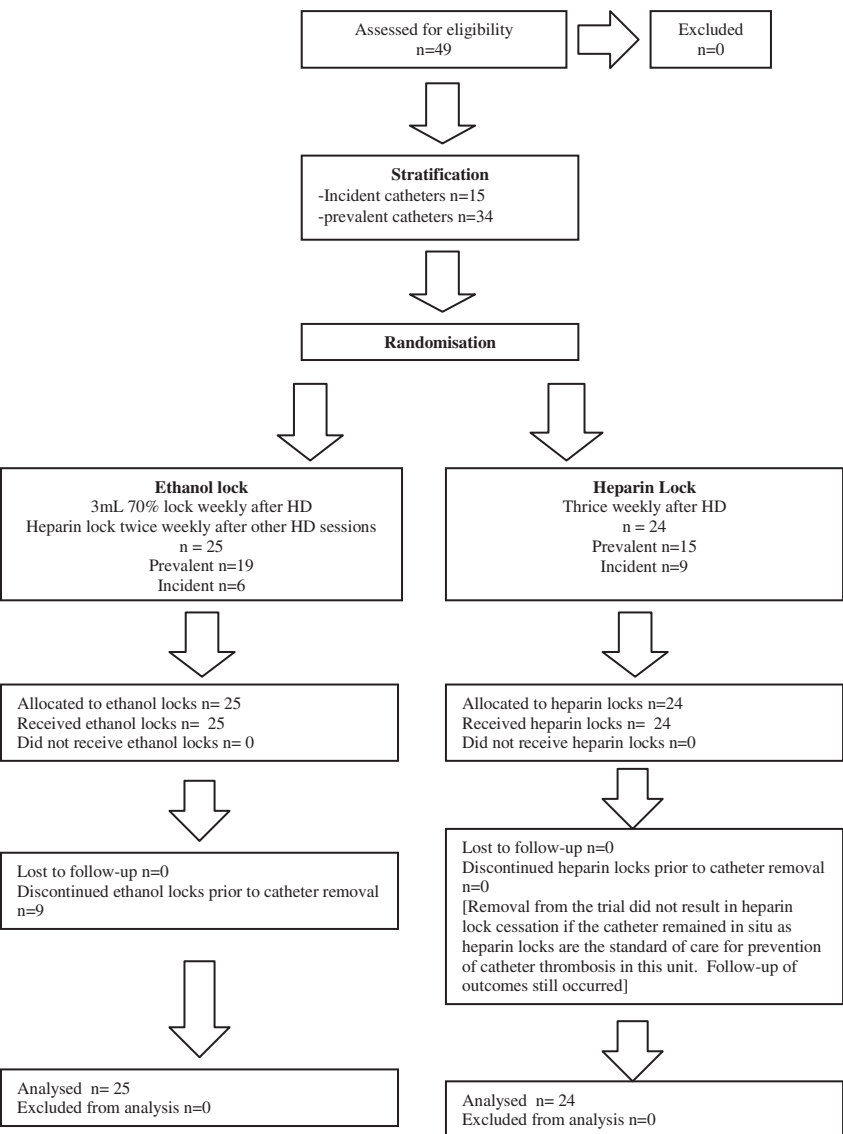 Assessed for eligibility
n=49
Excluded
n=0
Stratification
-Incident catheters n=15
-prevalent catheters n=34
Randomisation
Ethanol lock
3mL 70% lock weekly after HD
Heparin lock twice weekly after other HD sessions
n = 25
Prevalent n=19
Incident n=6
Heparin Lock
Thrice weekly after HD
n = 24
Prevalent n=15
Incident n=9
Allocated to ethanol locks n= 25
Received ethanol locks n= 25
Did not receive ethanol locks n= 0
Allocated to heparin locks n=24
Received heparin locks n= 24
Did not receive heparin locks n=0
Lost to follow-up n=0
Discontinued ethanol locks prior to catheter removal
n=9
Lost to follow-up n=0
Discontinued heparin locks prior to catheter removal
n=0
[Removal from the trial did not result in heparin
lock cessation if the catheter remained in situ as
heparin locks are the standard of care for prevention
of catheter thrombosis in this unit. Follow-up of
outcomes still occurred]
Analysed n= 25
Excluded from analysis n=0
Analysed n= 24
Excluded from analysis n=0